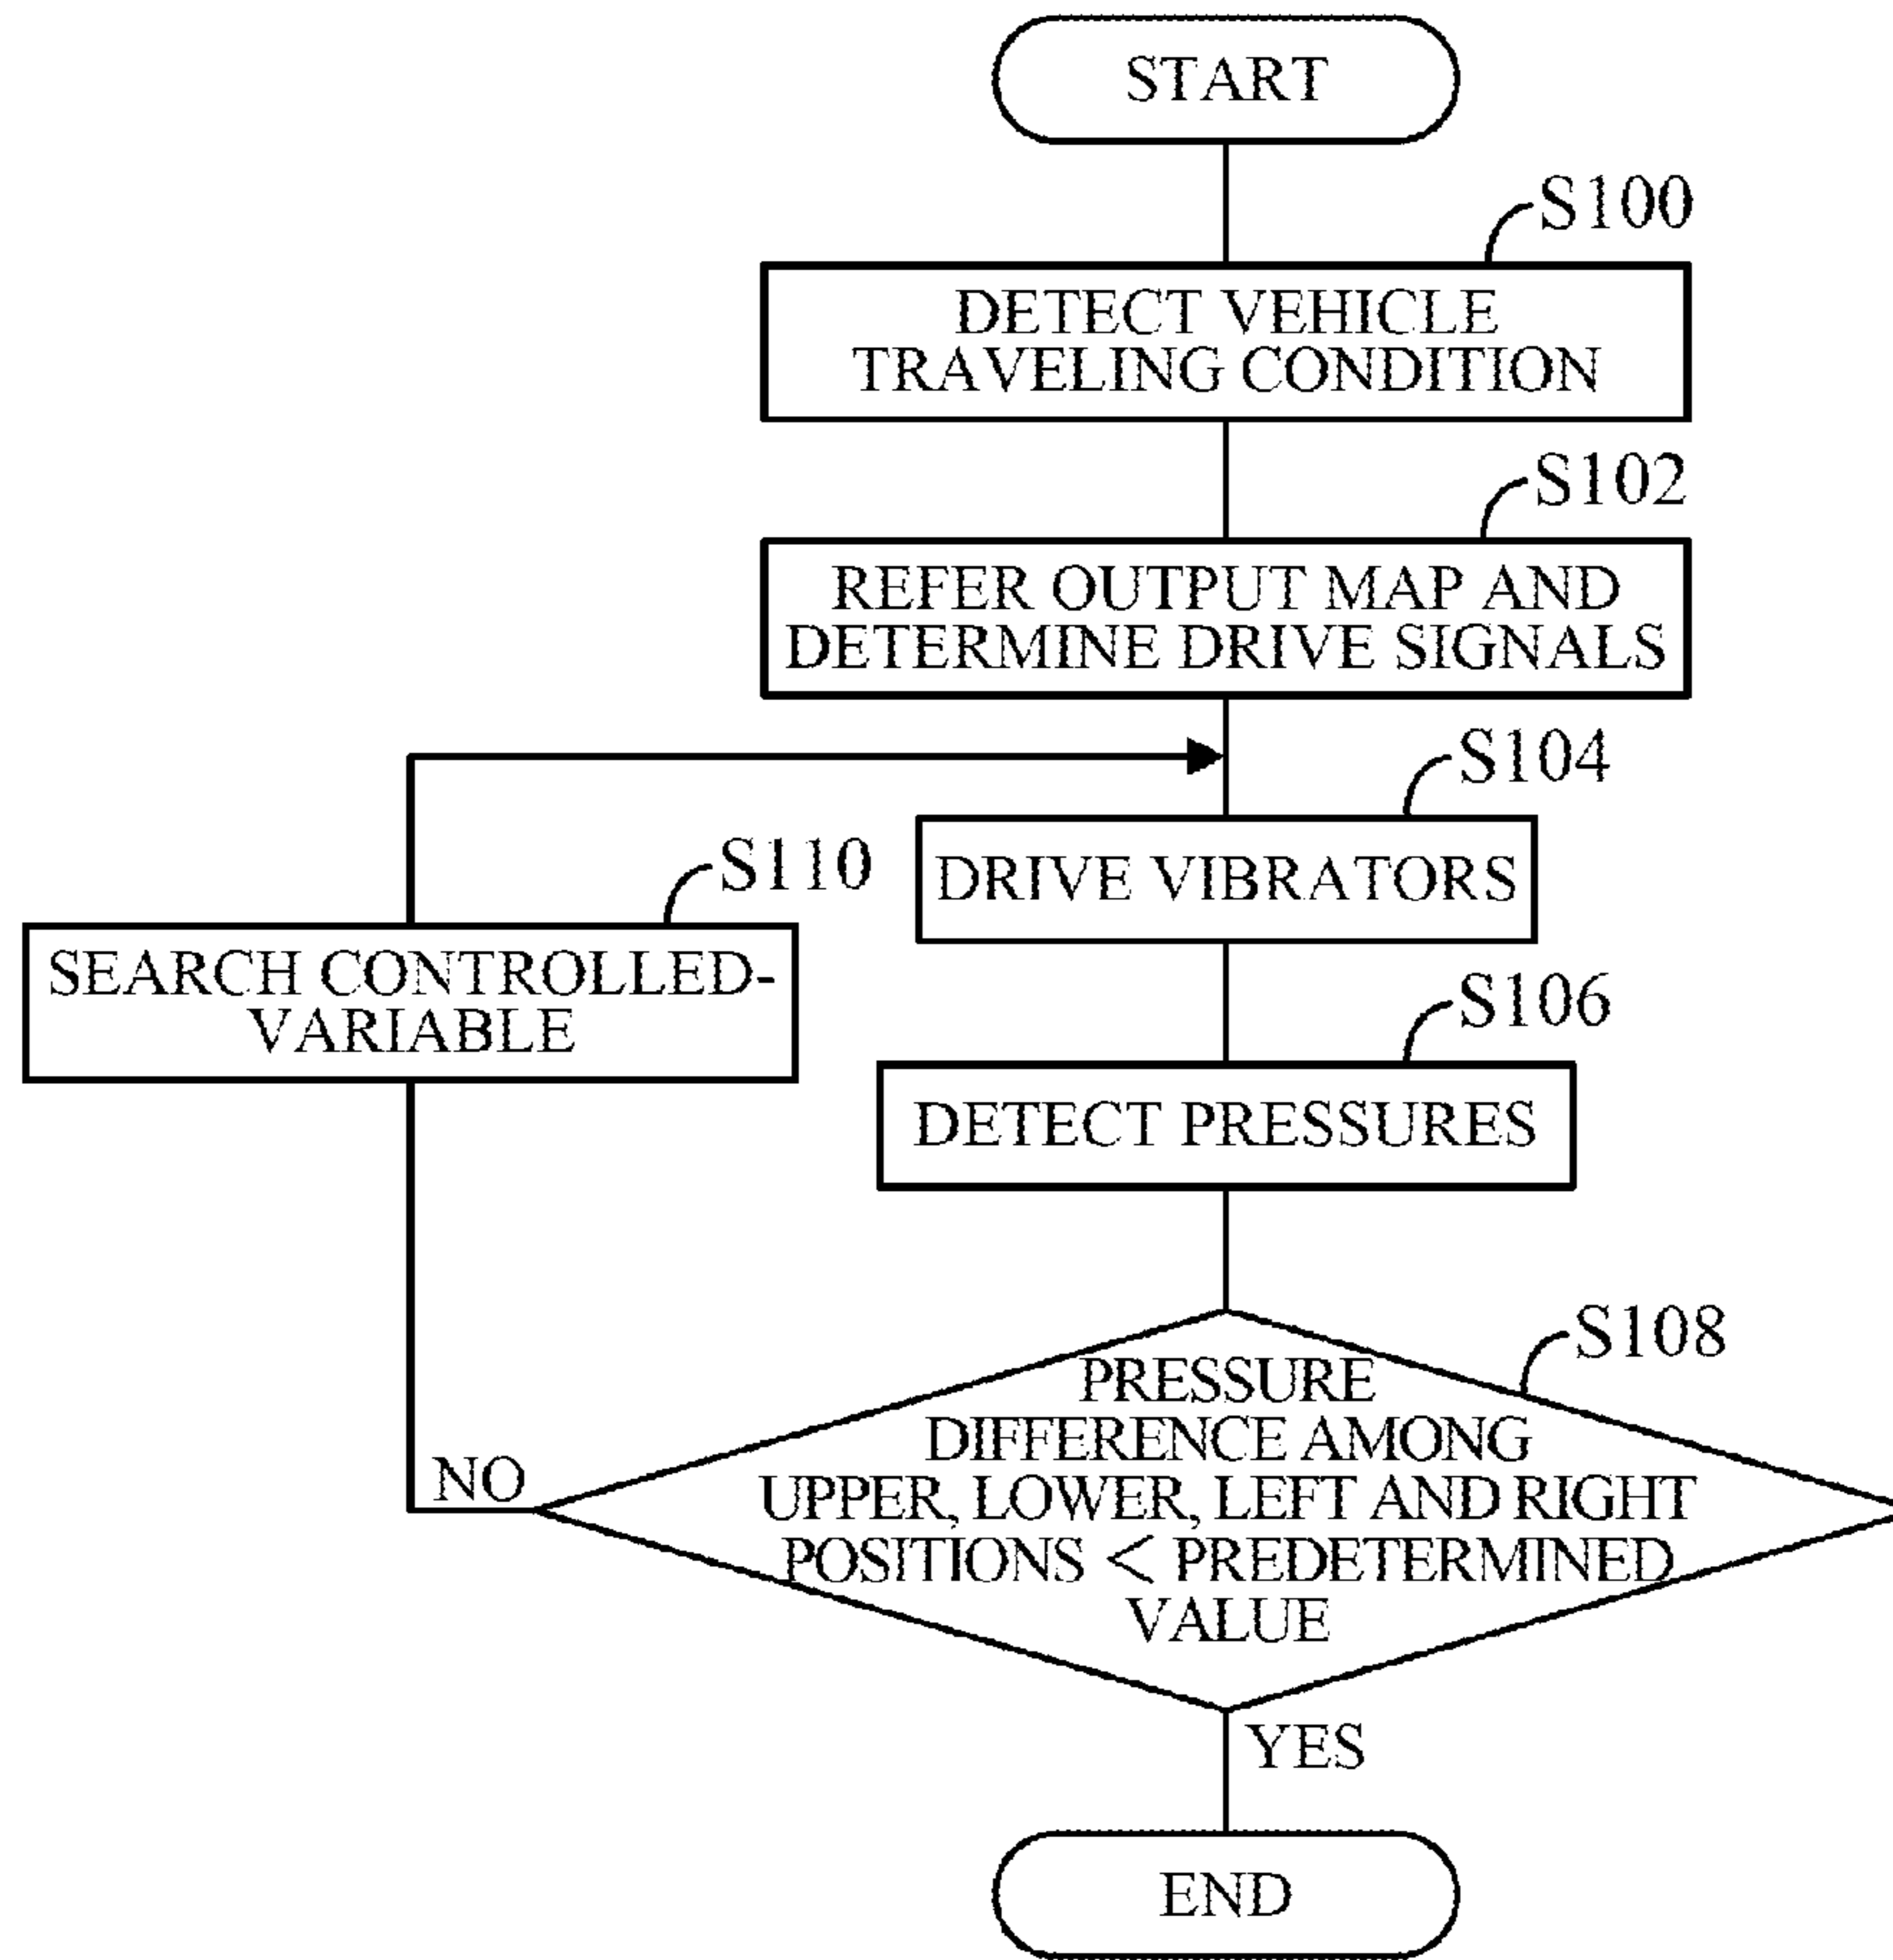 START
S100
DETECT VEHICLE
TRAVELING CONDITION
S102
REFER OUTPUT MAP AND
DETERMINE DRIVE SIGNALS
S104
DRIVE VIBRATORS
S110
SEARCH CONTROLLED-
VARIABLE
S106
DETECT PRESSURES
S108
PRESSURE
DIFFERENCE AMONG
UPPER, LOWER, LEFT AND RIGHT
POSITIONS < PREDETERMINED
VALUE
NO
YES
END